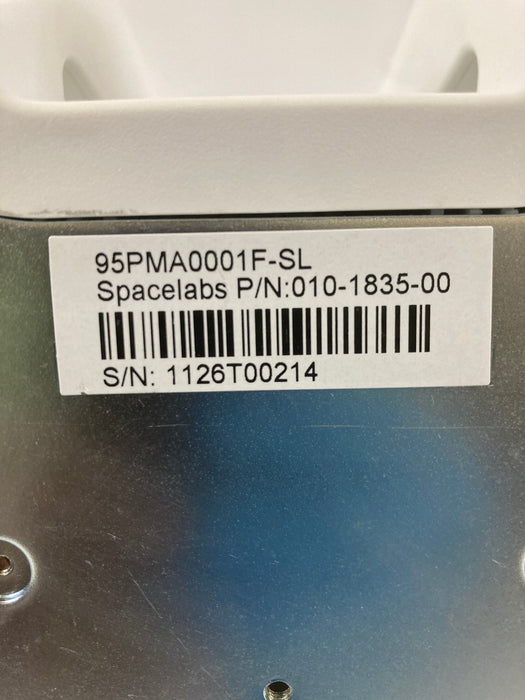 95PMA0001F-SL
Spacelabs P/N:010-1835-00
S/N: 1126T00214